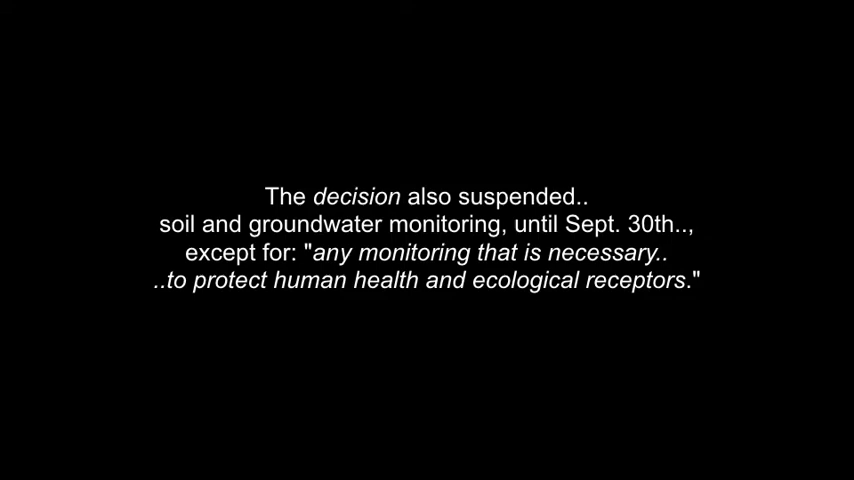 The decision also suspended..
soil and groundwater monitoring, until Sept. 30th..,
except for: "any monitoring that is necessary..
..to protect human health and ecological receptors."